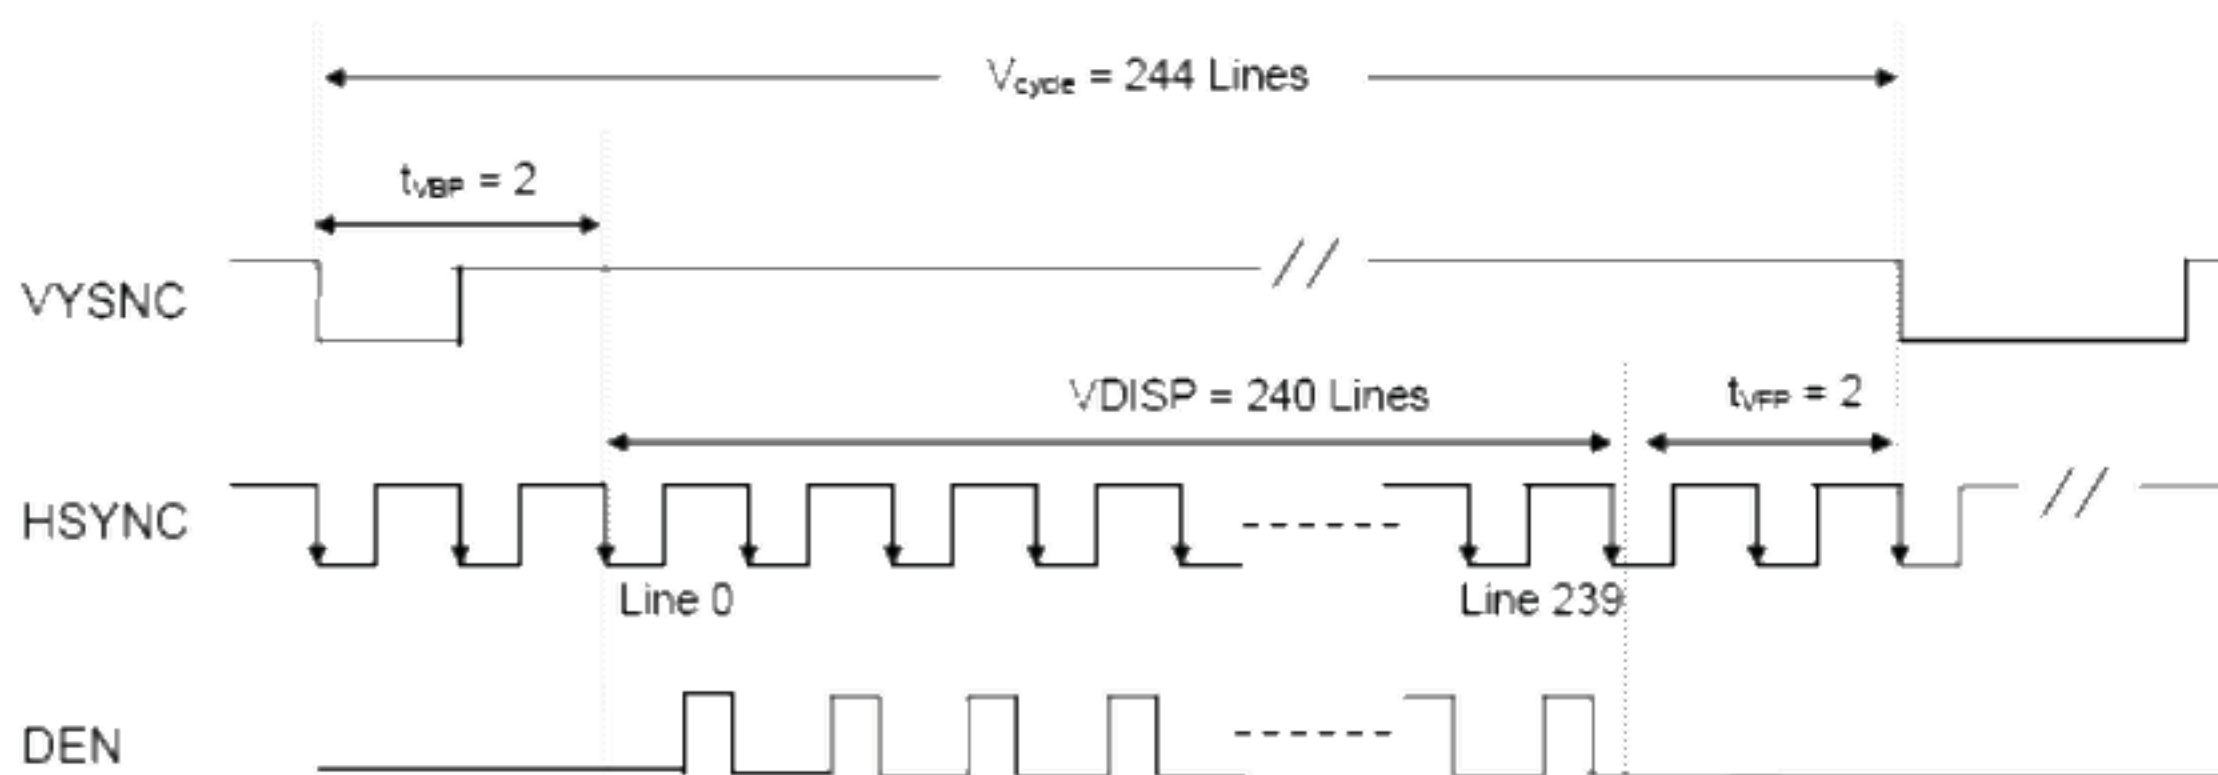 Vcycle = 244 Lines
tVBP = 2
VYSNC
VDISP = 240 Lines
tVFP = 2
HSYNC
Line 0
Line 239
DEN